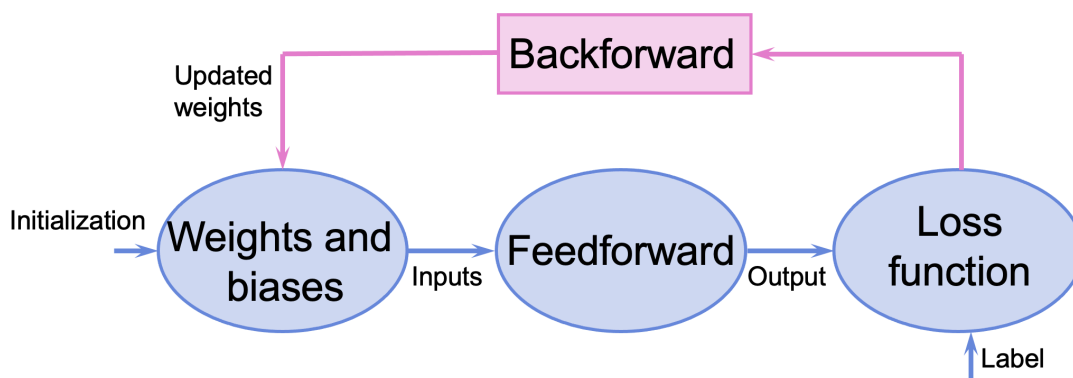 Backforward
Updated
weights
Initialization
Weights and
biases
Inputs
Feedforward
Output
Loss
function
Label